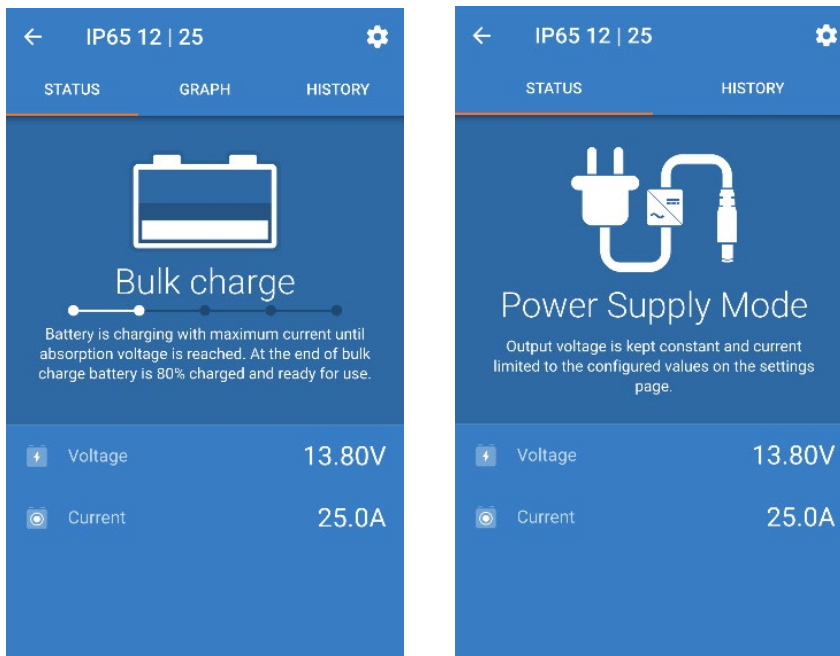 IP65 12 | 25
STATUS GRAPH HISTORY
Bulk charge
Battery is charging with maximum current until
absorption voltage is reached. At the end of bulk
charge battery is 80% charged and ready for use.
Voltage 13.80V
Current 25.0A
IP65 12 | 25
STATUS HISTORY
Power Supply Mode
Output voltage is kept constant and current
limited to the configured values on the settings
page.
Voltage 13.80V
Current 25.0A